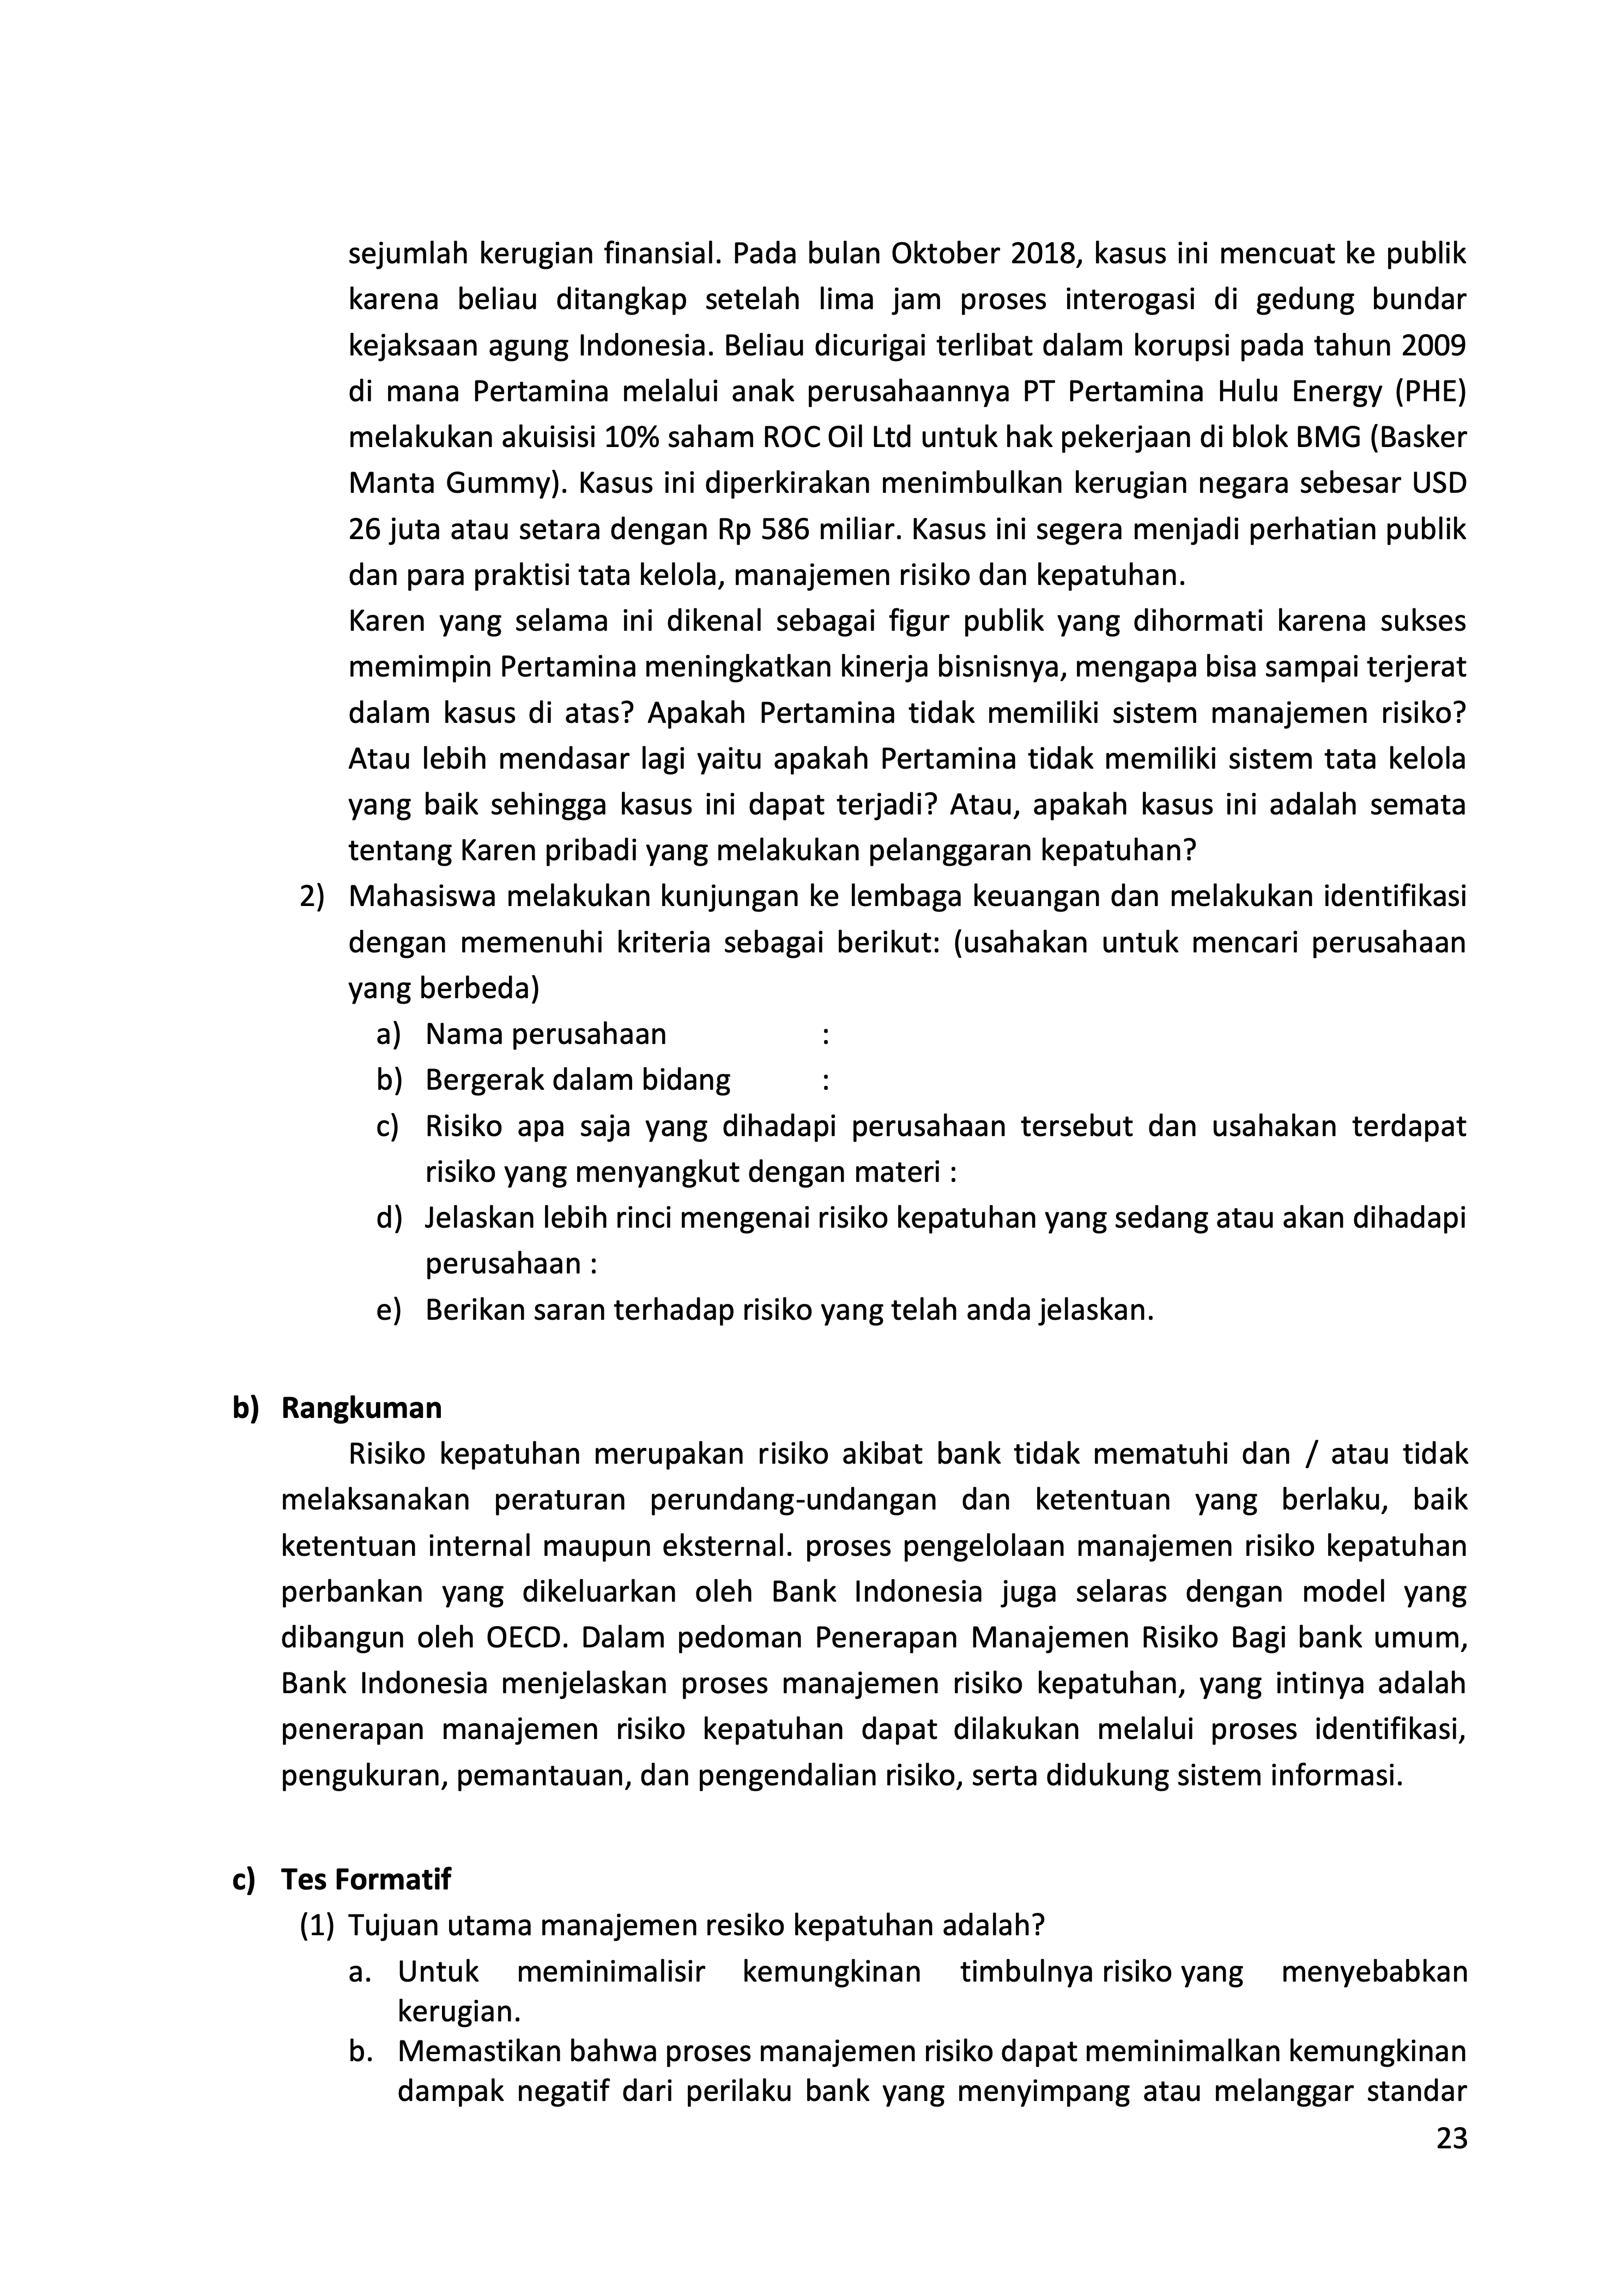 sejumlah kerugian finansial. Pada bulan Oktober 2018, kasus ini mencuat ke publik
karena beliau ditangkap setelah lima jam proses interogasi di gedung bundar
kejaksaan agung Indonesia. Beliau dicurigai terlibat dalam korupsi pada tahun 2009
di mana Pertamina melalui anak perusahaannya PT Pertamina Hulu Energy (PHE)
melakukan akuisisi 10% saham ROC Oil Ltd untuk hak pekerjaan di blok BMG (Basker
Manta Gummy). Kasus ini diperkirakan menimbulkan kerugian negara sebesar USD
26 juta atau setara dengan Rp 586 miliar. Kasus ini segera menjadi perhatian publik
dan para praktisi tata kelola, manajemen risiko dan kepatuhan.
Karen yang selama ini dikenal sebagai figur publik yang dihormati karena sukses
memimpin Pertamina meningkatkan kinerja bisnisnya, mengapa bisa sampai terjerat
dalam kasus di atas? Apakah Pertamina tidak memiliki sistem manajemen risiko?
Atau lebih mendasar lagi yaitu apakah Pertamina tidak memiliki sistem tata kelola
yang baik sehingga kasus ini dapat terjadi? Atau, apakah kasus ini adalah semata
tentang Karen pribadi yang melakukan pelanggaran kepatuhan?
2) Mahasiswa melakukan kunjungan ke lembaga keuangan dan melakukan identifikasi
dengan memenuhi kriteria sebagai berikut: (usahakan untuk mencari perusahaan
yang berbeda)
a) Nama perusahaan :
b) Bergerak dalam bidang :
c) Risiko apa saja yang dihadapi perusahaan tersebut dan usahakan terdapat
risiko yang menyangkut dengan materi :
d) Jelaskan lebih rinci mengenai risiko kepatuhan yang sedang atau akan dihadapi
perusahaan :
e) Berikan saran terhadap risiko yang telah anda jelaskan.
b) Rangkuman
Risiko kepatuhan merupakan risiko akibat bank tidak mematuhi dan / atau tidak
melaksanakan peraturan perundang-undangan dan ketentuan yang berlaku, baik
ketentuan internal maupun eksternal. proses pengelolaan manajemen risiko kepatuhan
perbankan yang dikeluarkan oleh Bank Indonesia juga selaras dengan model yang
dibangun oleh OECD. Dalam pedoman Penerapan Manajemen Risiko Bagi bank umum,
Bank Indonesia menjelaskan proses manajemen risiko kepatuhan, yang intinya adalah
penerapan manajemen risiko kepatuhan dapat dilakukan melalui proses identifikasi,
pengukuran, pemantauan, dan pengendalian risiko, serta didukung sistem informasi.
c) Tes Formatif
(1) Tujuan utama manajemen resiko kepatuhan adalah?
a. Untuk meminimalisir kemungkinan timbulnya risiko yang menyebabkan
kerugian.
b. Memastikan bahwa proses manajemen risiko dapat meminimalkan kemungkinan
dampak negatif dari perilaku bank yang menyimpang atau melanggar standar
23